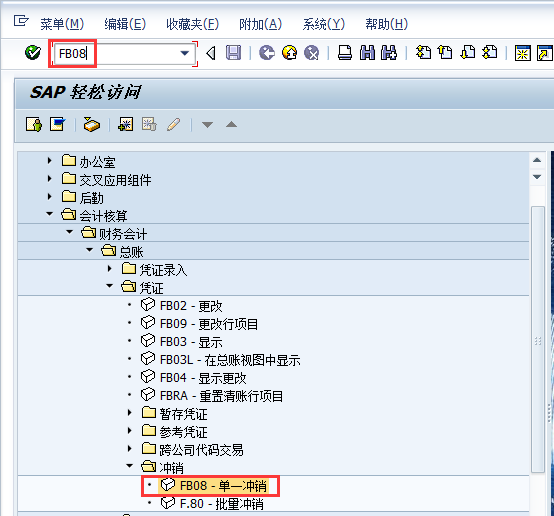 菜单(M) 编辑(E) 收藏夹(F) 附加(A) 系统(Y) 帮助(H)
FB08
SAP 轻松访问
办公室
交叉应用组件
后勤
会计核算
财务会计
总账
凭证录入
凭证
FB02 - 更改
FB09 - 更改行项目
FB03 - 显示
FB03L - 在总账视图中显示
FB04 - 显示更改
FBRA - 重置清账行项目
暂存凭证
参考凭证
跨公司代码交易
冲销
FB08 - 单一冲销
F.80 - 批量冲销